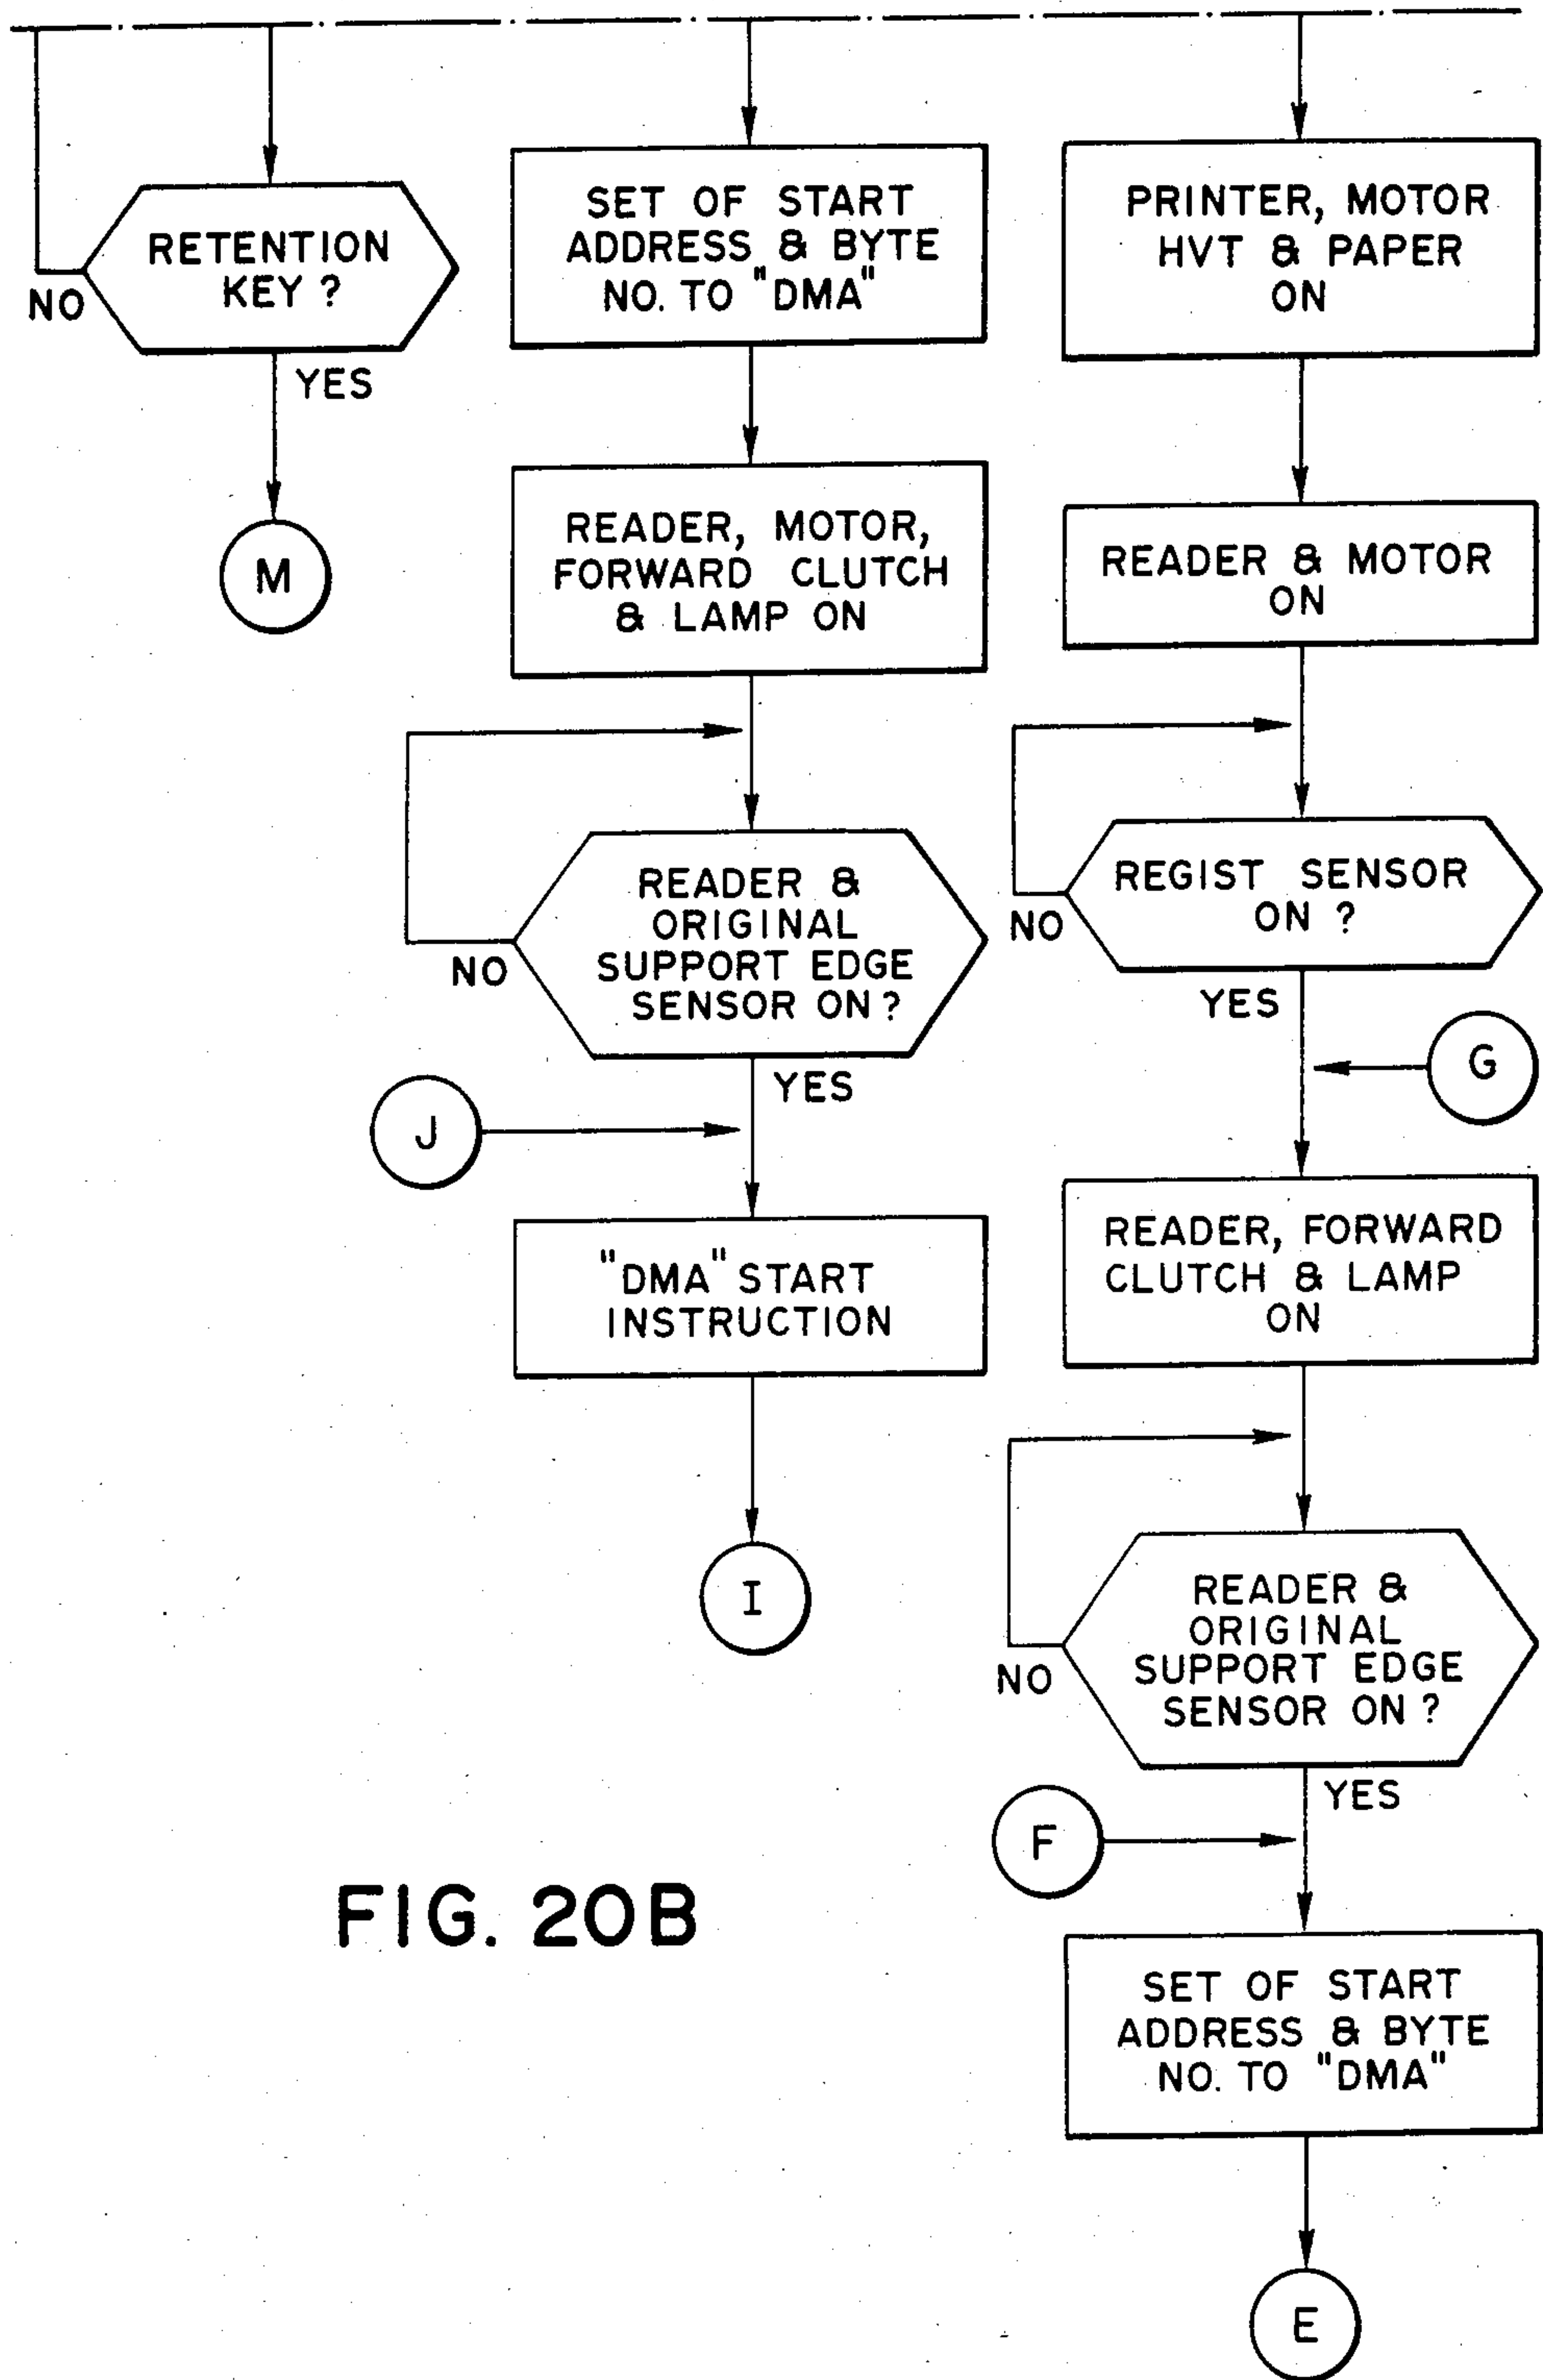 RETENTION
KEY ?
NO
YES
M
SET OF START
ADDRESS & BYTE
NO. TO "DMA"
READER, MOTOR,
FORWARD CLUTCH
& LAMP ON
READER &
ORIGINAL
SUPPORT EDGE
SENSOR ON ?
NO
YES
J
"DMA" START
INSTRUCTION
I
PRINTER, MOTOR
HVT & PAPER
ON
READER & MOTOR
ON
REGIST SENSOR
ON ?
NO
YES
G
READER, FORWARD
CLUTCH & LAMP
ON
READER &
ORIGINAL
SUPPORT EDGE
SENSOR ON ?
NO
YES
F
SET OF START
ADDRESS & BYTE
NO. TO "DMA"
E
FIG. 20B